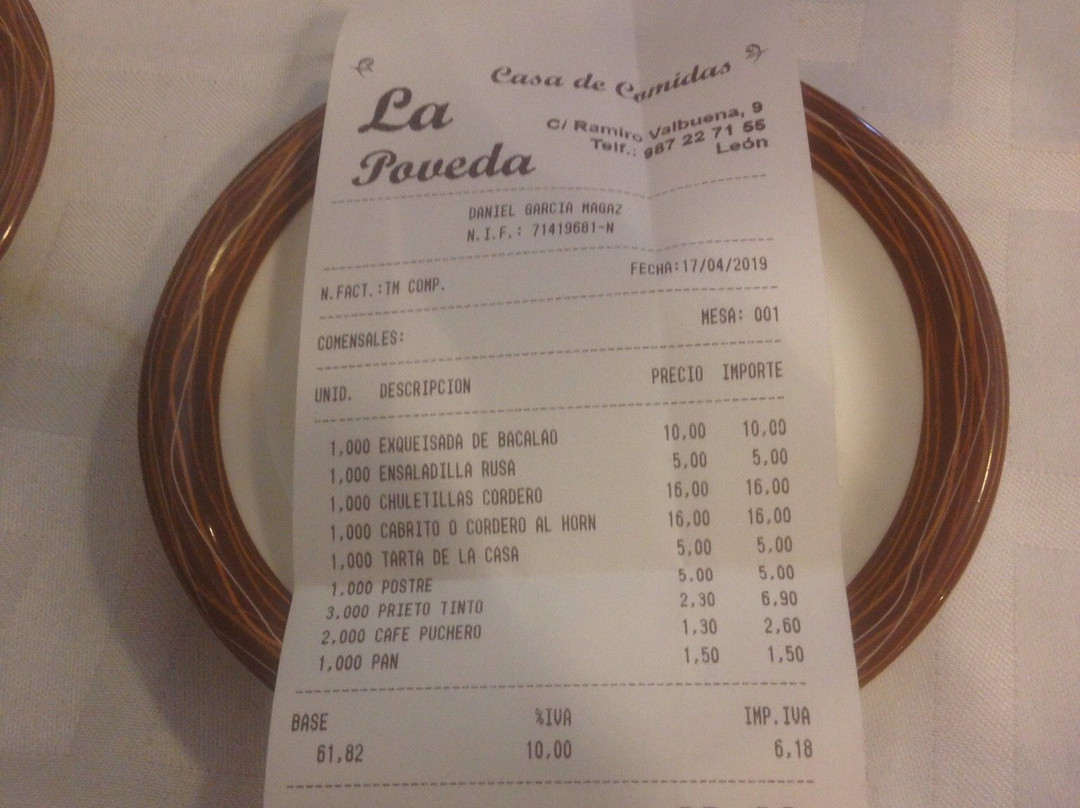 La
Poveda
Casa de Comidas
C/ Ramiro Valbuena, 9
Telf.: 987 22 71 55
León
DANIEL GARCIA MAGAZ
N.I.F.: 71419681-N
N.FACT.:TM COMP. FECHA:17/04/2019
COMENSALES: MESA: 001
UNID. DESCRIPCION PRECIO IMPORTE
1,000 EXQUEISADA DE BACALAO 10,00 10,00
1,000 ENSALADILLA RUSA 5,00 5,00
1,000 CHULETILLAS CORDERO 16,00 16,00
1,000 CABRITO O CORDERO AL HORN 16,00 16,00
1,000 TARTA DE LA CASA 5,00 5,00
1,000 POSTRE 5,00 5,00
3,000 PRIETO TINTO 2,30 6,90
2,000 CAFE PUCHERO 1,30 2,60
1,000 PAN 1,50 1,50
BASE %IVA IMP.IVA
61,82 10,00 6,18